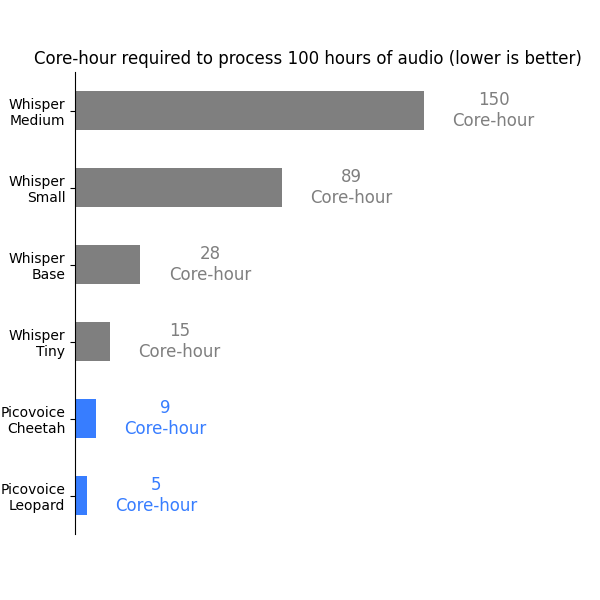 Core-hour required to process 100 hours of audio (lower is better)
Whisper
Medium
150
Core-hour
Whisper
Small
89
Core-hour
Whisper
Base
28
Core-hour
Whisper
Tiny
15
Core-hour
Picovoice
Cheetah
9
Core-hour
Picovoice
Leopard
5
Core-hour